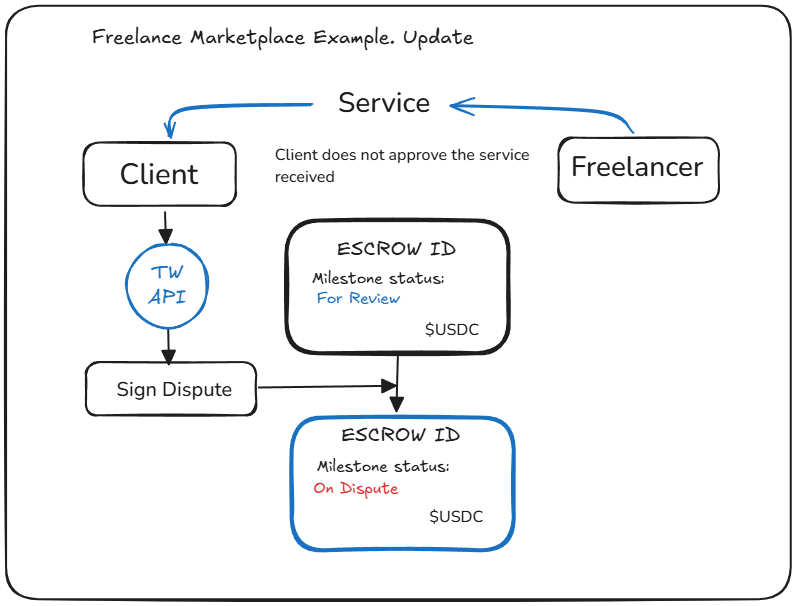 Freelance Marketplace Example. Update
Service
Client does not approve the service
received
Client
Freelancer
TW
API
ESCROW ID
Milestone status:
For Review
$USDC
Sign Dispute
ESCROW ID
Milestone status:
On Dispute
$USDC